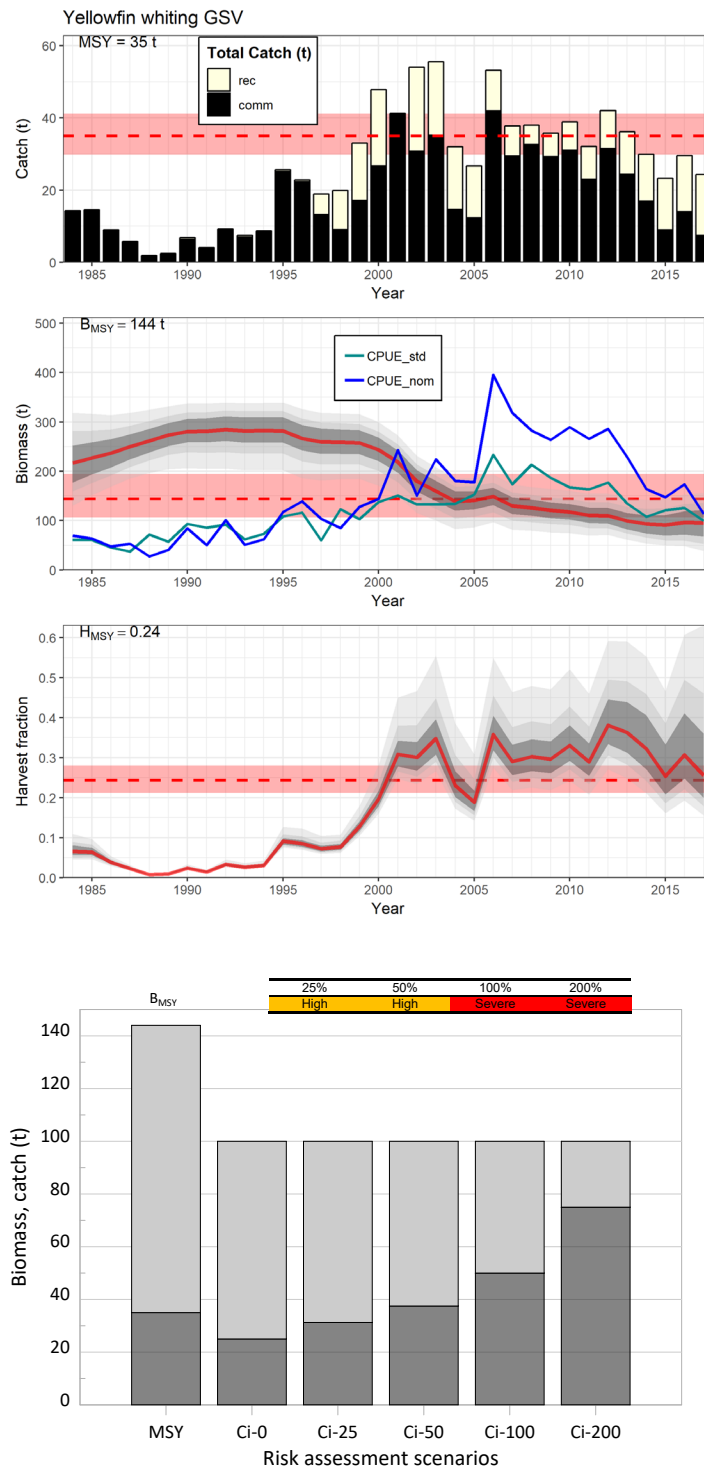 Yellowfin whiting GSV
MSY = 35 t
Total Catch (t)
rec
comm
Catch (t)
60
40
20
0
1985 1990 1995 2000 2005 2010 2015
Year
BMSY = 144 t
CPUE_std
CPUE_nom
Biomass (t)
500
400
300
200
100
0
1985 1990 1995 2000 2005 2010 2015
Year
HMSY = 0.24
Harvest fraction
0.6
0.5
0.4
0.3
0.2
0.1
0.0
1985 1990 1995 2000 2005 2010 2015
Year
25% 50% 100% 200%
High High Severe Severe
BMSY
Biomass, catch (t)
140
120
100
80
60
40
20
0
MSY Ci-0 Ci-25 Ci-50 Ci-100 Ci-200
Risk assessment scenarios